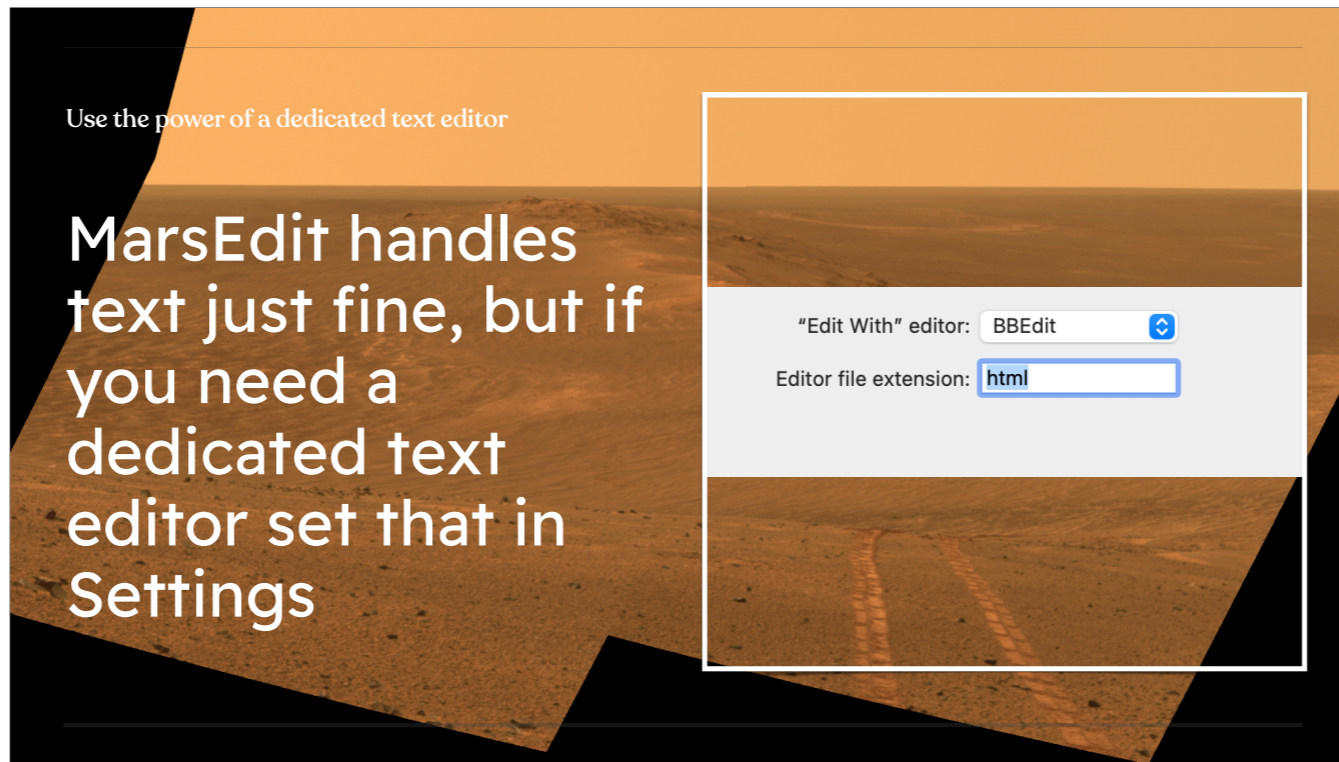 Use the power of a dedicated text editor
MarsEdit handles
text just fine, but if
you need a
dedicated text
editor set that in
Settings
“Edit With” editor: BBEdit
Editor file extension: html